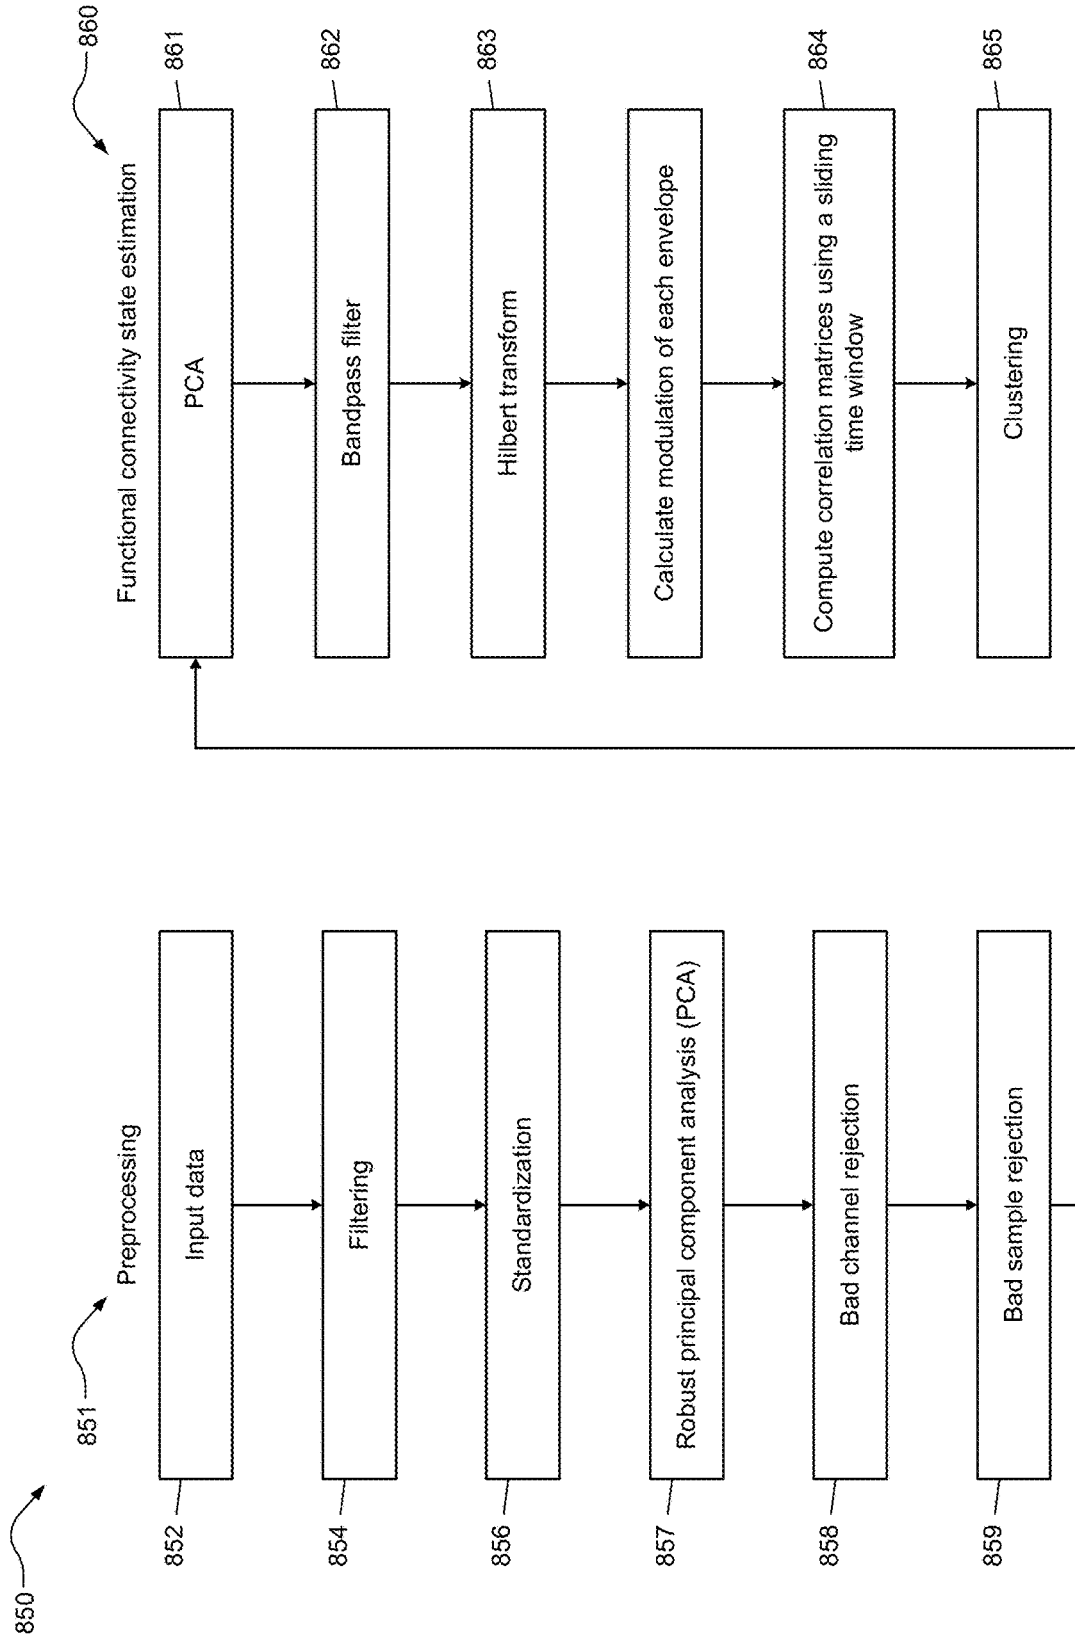 850
851
Preprocessing
852
Input data
854
Filtering
856
Standardization
857
Robust principal component analysis (PCA)
858
Bad channel rejection
859
Bad sample rejection
860
Functional connectivity state estimation
PCA
861
Bandpass filter
862
Hilbert transform
863
Calculate modulation of each envelope
Compute correlation matrices using a sliding
time window
864
Clustering
865